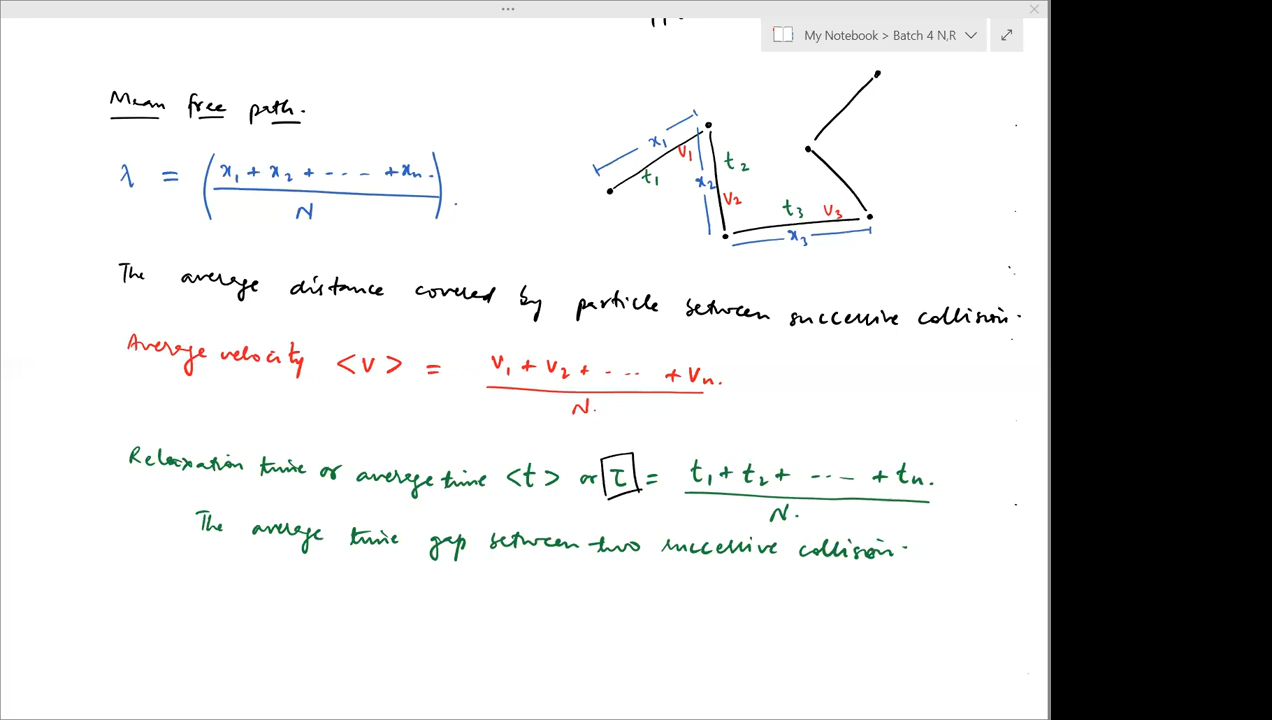 My Notebook > Batch 4 N,R
Mean free path.
λ = (x₁ + x₂ + ---- + xn.) / N
x₁ v₁ t₁
x₂ t₂ v₂
t₃ v₃ x₃
The average distance covered by particle between successive collision.
Average velocity <v> = v₁ + v₂ + ---- + vn. / N.
Relaxation time or average time <t> or τ = t₁ + t₂ + ---- + tn. / N.
The average time gap between two successive collision.